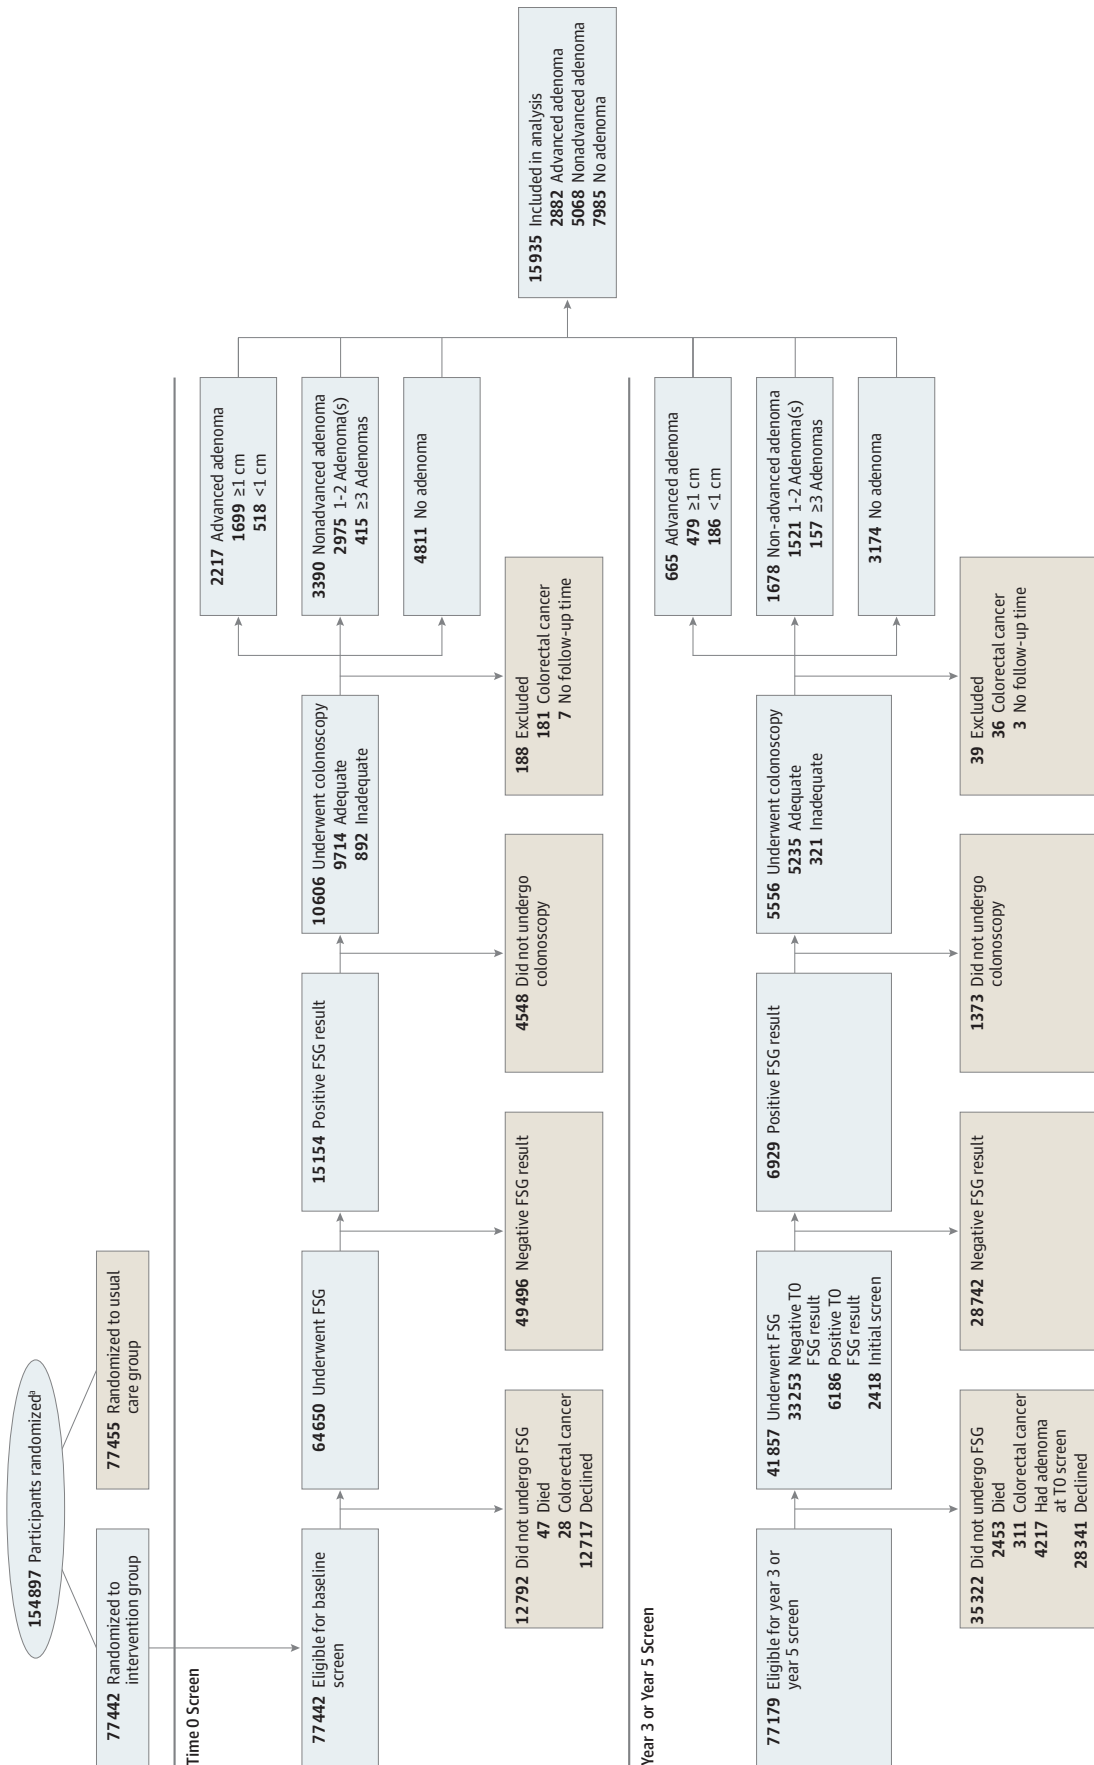 154897 Participants randomizedᵃ
77442 Randomized to
intervention group
77455 Randomized to usual
care group
Time 0 Screen
77442 Eligible for baseline
screen
12792 Did not undergo FSG
47 Died
28 Colorectal cancer
12717 Declined
64650 Underwent FSG
49496 Negative FSG result
15154 Positive FSG result
4548 Did not undergo
colonoscopy
10606 Underwent colonoscopy
9714 Adequate
892 Inadequate
188 Excluded
181 Colorectal cancer
7 No follow-up time
2217 Advanced adenoma
1699 ≥1 cm
518 <1 cm
3390 Nonadvanced adenoma
2975 1-2 Adenoma(s)
415 ≥3 Adenomas
4811 No adenoma
Year 3 or Year 5 Screen
77179 Eligible for year 3 or
year 5 screen
35322 Did not undergo FSG
2453 Died
311 Colorectal cancer
4217 Had adenoma
at T0 screen
28341 Declined
41857 Underwent FSG
33253 Negative T0
FSG result
6186 Positive T0
FSG result
2418 Initial screen
28742 Negative FSG result
6929 Positive FSG result
1373 Did not undergo
colonoscopy
5556 Underwent colonoscopy
5235 Adequate
321 Inadequate
39 Excluded
36 Colorectal cancer
3 No follow-up time
665 Advanced adenoma
479 ≥1 cm
186 <1 cm
1678 Non-advanced adenoma
1521 1-2 Adenoma(s)
157 ≥3 Adenomas
3174 No adenoma
15935 Included in analysis
2882 Advanced adenoma
5068 Nonadvanced adenoma
7985 No adenoma